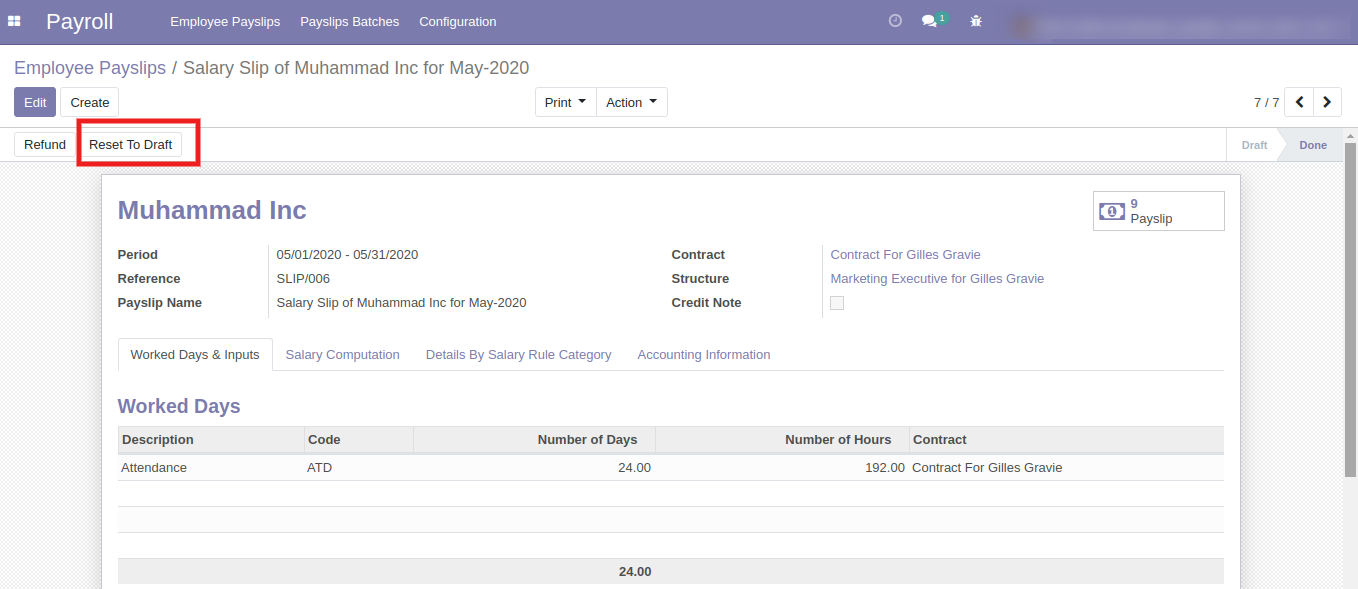 Payroll Employee Payslips Payslips Batches Configuration 1
Employee Payslips / Salary Slip of Muhammad Inc for May-2020
Edit Create Print Action 7 / 7
Refund Reset To Draft Draft Done
Muhammad Inc
1 9 Payslip
Period 05/01/2020 - 05/31/2020 Contract Contract For Gilles Gravie
Reference SLIP/006 Structure Marketing Executive for Gilles Gravie
Payslip Name Salary Slip of Muhammad Inc for May-2020 Credit Note
Worked Days & Inputs Salary Computation Details By Salary Rule Category Accounting Information
Worked Days
Description Code Number of Days Number of Hours Contract
Attendance ATD 24.00 192.00 Contract For Gilles Gravie
24.00